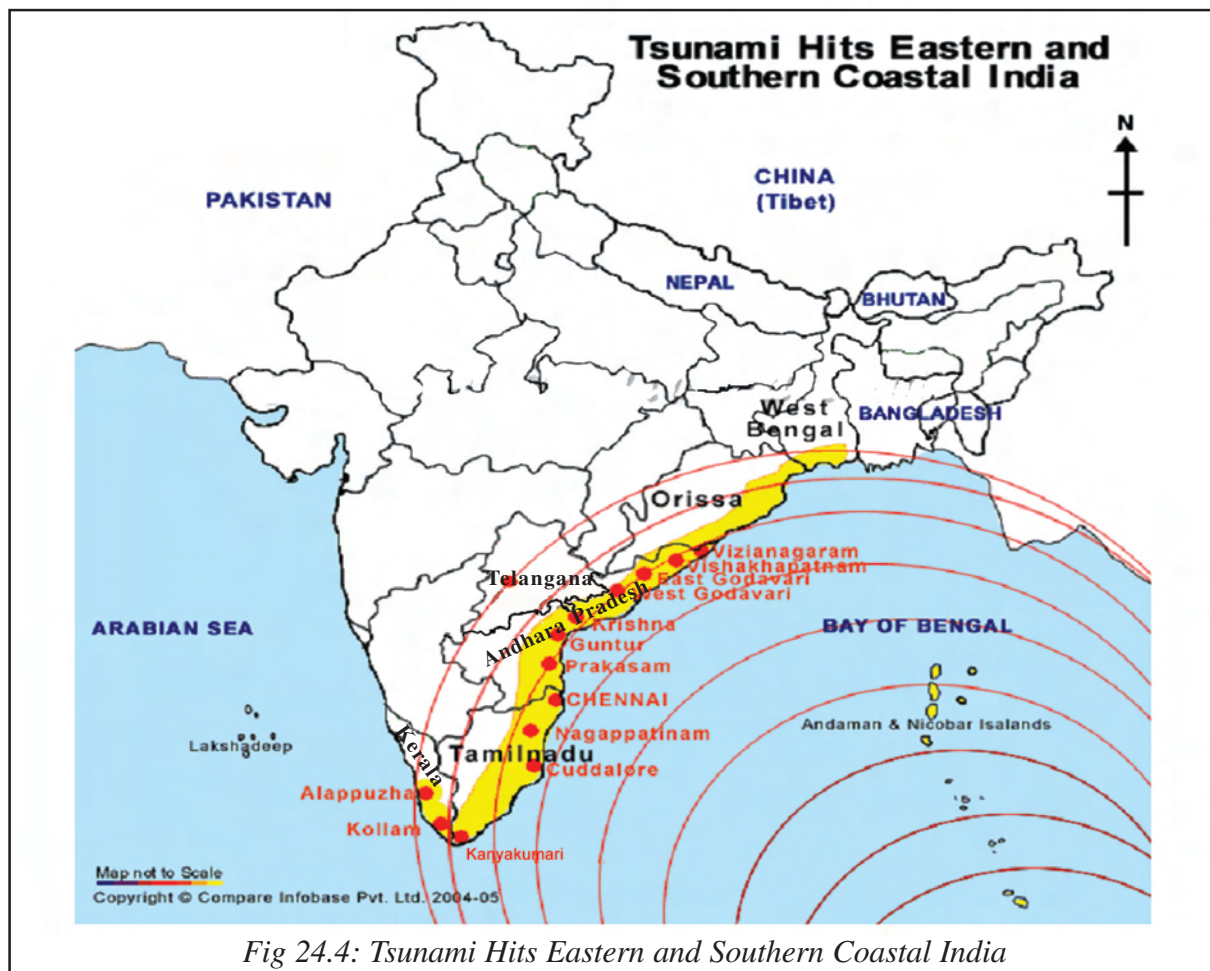 Tsunami Hits Eastern and
Southern Coastal India
N
CHINA
(Tibet)
PAKISTAN
NEPAL
BHUTAN
West
Bengal
BANGLADESH
Orissa
Vizianagaram
Vishakhapatnam
Telangana
East Godavari
West Godavari
Andhara Pradesh
Krishna
ARABIAN SEA
BAY OF BENGAL
Guntur
Prakasam
CHENNAI
Andaman & Nicobar Isalands
Nagappatinam
Lakshadeep
Kerala
Tamilnadu
Cuddalore
Alappuzha
Kollam
Kanyakumari
Map not to Scale
Copyright © Compare Infobase Pvt. Ltd. 2004-05
Fig 24.4: Tsunami Hits Eastern and Southern Coastal India